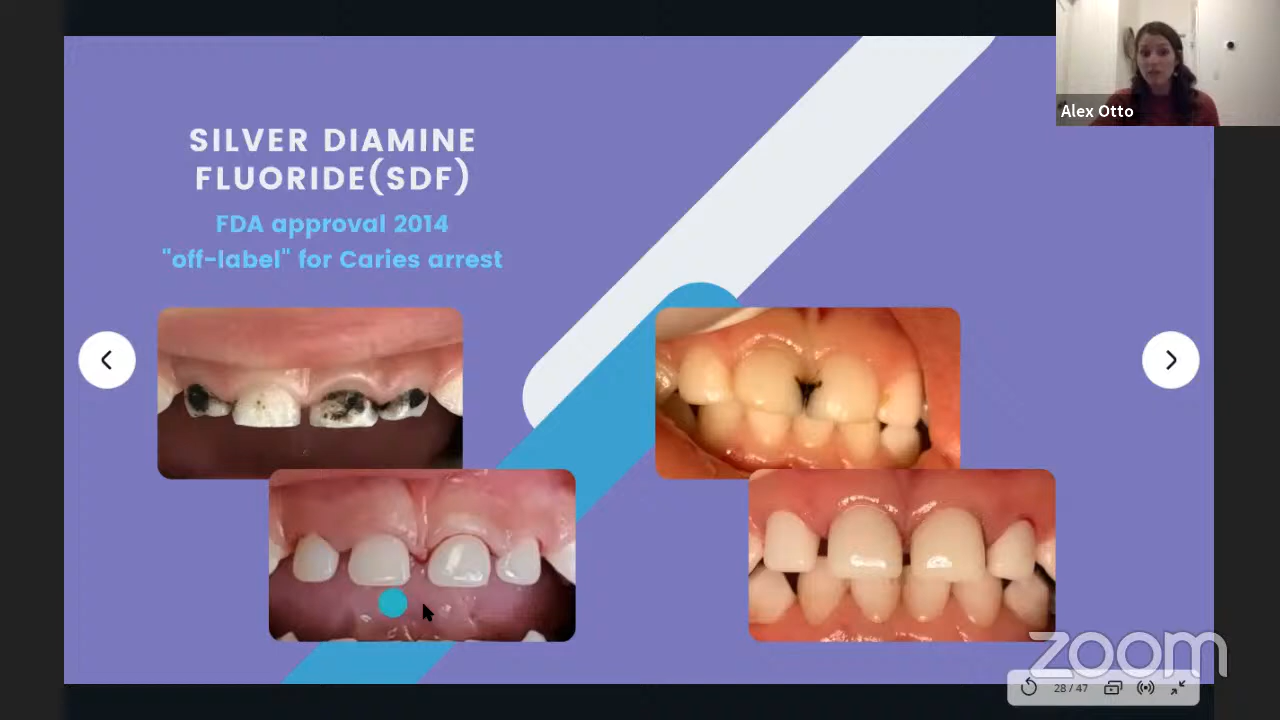 Alex Otto
SILVER DIAMINE
FLUORIDE(SDF)
FDA approval 2014
"off-label" for Caries arrest
zoom
28 / 47